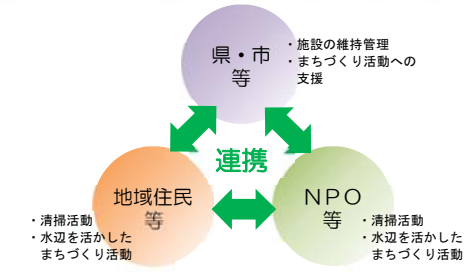 県・市
等
・施設の維持管理
・まちづくり活動への
支援
連携
地域住民
等
・清掃活動
・水辺を活かした
まちづくり活動
ＮＰＯ
等
・清掃活動
・水辺を活かした
まちづくり活動